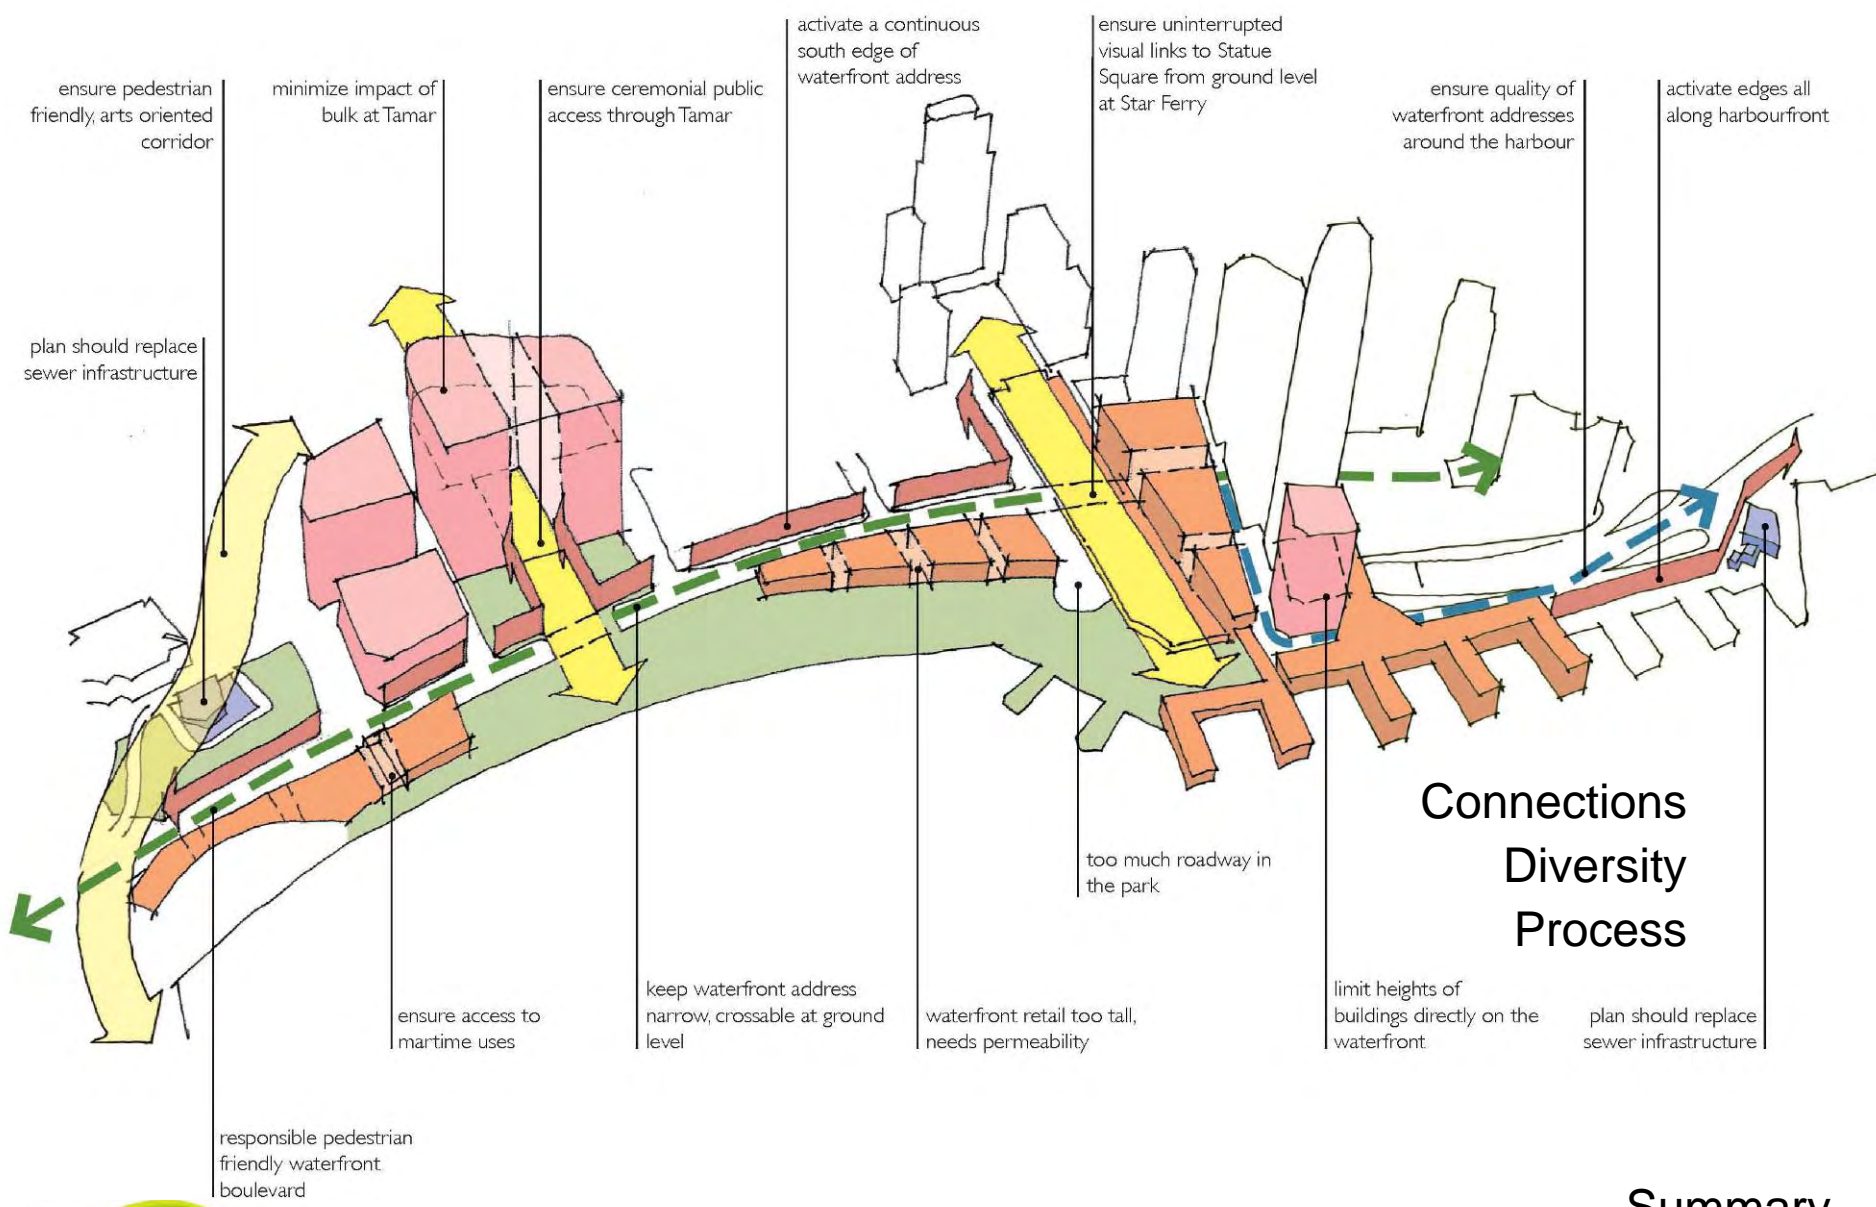 activate a continuous
south edge of
waterfront address
ensure uninterrupted
visual links to Statue
Square from ground level
at Star Ferry
ensure pedestrian
friendly, arts oriented
corridor
minimize impact of
bulk at Tamar
ensure ceremonial public
access through Tamar
ensure quality of
waterfront addresses
around the harbour
activate edges all
along harbourfront
plan should replace
sewer infrastructure
Connections
Diversity
Process
too much roadway in
the park
ensure access to
martime uses
keep waterfront address
narrow, crossable at ground
level
waterfront retail too tall,
needs permeability
limit heights of
buildings directly on the
waterfront
plan should replace
sewer infrastructure
responsible pedestrian
friendly waterfront
boulevard
Summary